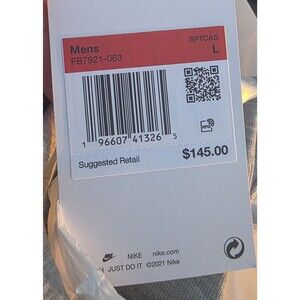 Mens SPTCAS
FB7921-063 L
1 96607 41326 5
Suggested Retail $145.00
NIKE nike.com
JUST DO IT ©2021 Nike